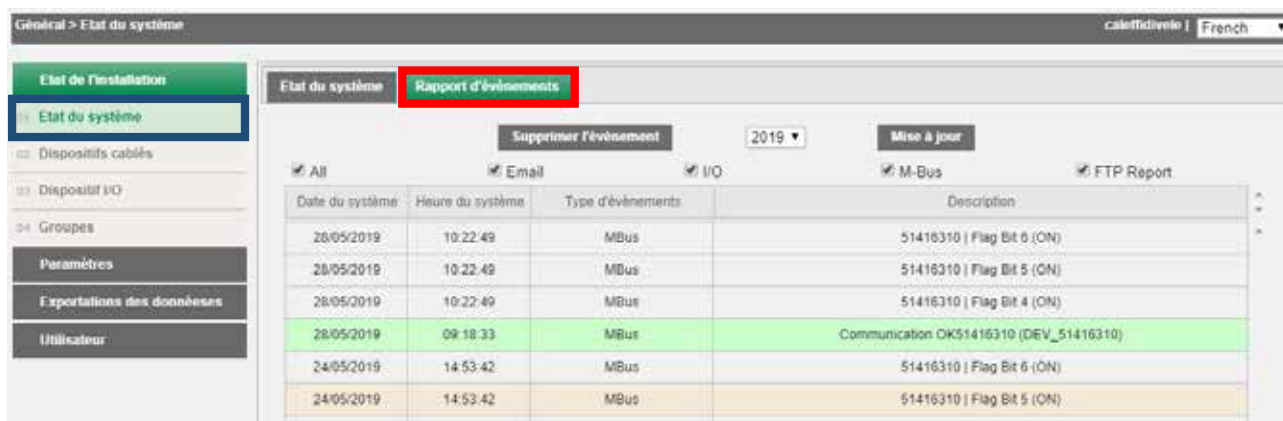 Général > Etat du système
caleffidivele | French
Etat de l'installation
01 Etat du système
02 Dispositifs cablés
03 Dispositif I/O
04 Groupes
Paramètres
Exportations des donnéeses
Utilisateur
Etat du système Rapport d'évènements
Supprimer l'évènement 2019 Mise à jour
All Email I/O M-Bus FTP Report
Date du système Heure du système Type d'évènements Description
28/05/2019 10:22:49 MBus 51416310 | Flag Bit 6 (ON)
28/05/2019 10:22:49 MBus 51416310 | Flag Bit 5 (ON)
28/05/2019 10:22:49 MBus 51416310 | Flag Bit 4 (ON)
28/05/2019 09:18:33 MBus Communication OK51416310 (DEV_51416310)
24/05/2019 14:53:42 MBus 51416310 | Flag Bit 6 (ON)
24/05/2019 14:53:42 MBus 51416310 | Flag Bit 5 (ON)